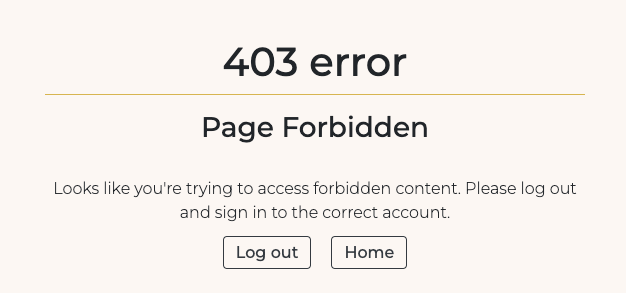 403 error
Page Forbidden
Looks like you're trying to access forbidden content. Please log out
and sign in to the correct account.
Log out Home